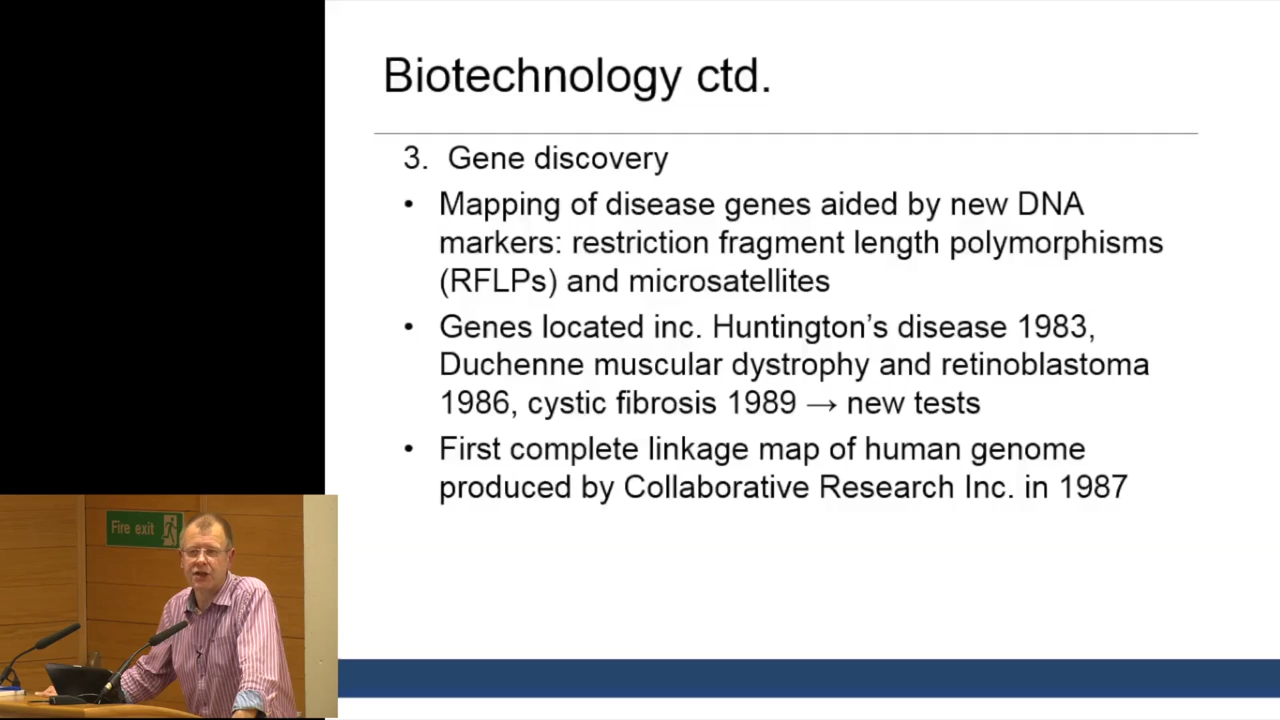 Biotechnology ctd.
3. Gene discovery
• Mapping of disease genes aided by new DNA
markers: restriction fragment length polymorphisms
(RFLPs) and microsatellites
• Genes located inc. Huntington's disease 1983,
Duchenne muscular dystrophy and retinoblastoma
1986, cystic fibrosis 1989 → new tests
• First complete linkage map of human genome
produced by Collaborative Research Inc. in 1987
Fire exit